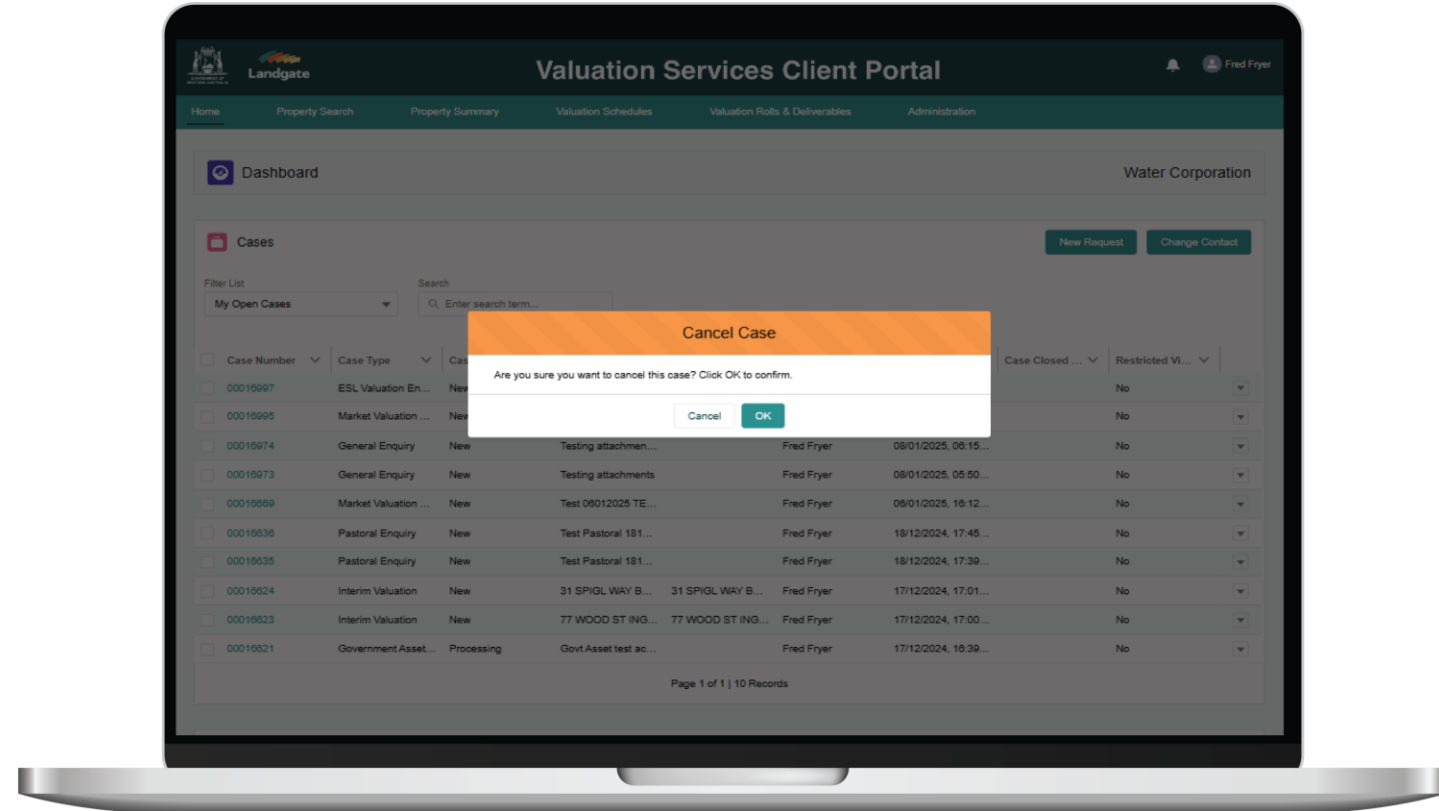 Landgate
Valuation Services Client Portal
Fred Fryer
Home Property Search Property Summary Valuation Schedules Valuation Rolls & Deliverables Administration
Dashboard Water Corporation
Cases New Request Change Contact
Filter List Search
My Open Cases Enter search term...
Cancel Case
Are you sure you want to cancel this case? Click OK to confirm.
Cancel OK
Case Number Case Type Cas Case Closed ... Restricted Vi...
00016997 ESL Valuation En... New No
00016995 Market Valuation ... New No
00016974 General Enquiry New Testing attachmen... Fred Fryer 08/01/2025, 06:15... No
00016973 General Enquiry New Testing attachments Fred Fryer 08/01/2025, 05:50... No
00016669 Market Valuation ... New Test 06012025 TE... Fred Fryer 06/01/2025, 16:12... No
00016636 Pastoral Enquiry New Test Pastoral 181... Fred Fryer 18/12/2024, 17:45... No
00016635 Pastoral Enquiry New Test Pastoral 181... Fred Fryer 18/12/2024, 17:39... No
00016624 Interim Valuation New 31 SPIGL WAY B... 31 SPIGL WAY B... Fred Fryer 17/12/2024, 17:01... No
00016623 Interim Valuation New 77 WOOD ST ING... 77 WOOD ST ING... Fred Fryer 17/12/2024, 17:00... No
00016621 Government Asset... Processing Govt Asset test ac... Fred Fryer 17/12/2024, 16:39... No
Page 1 of 1 | 10 Records